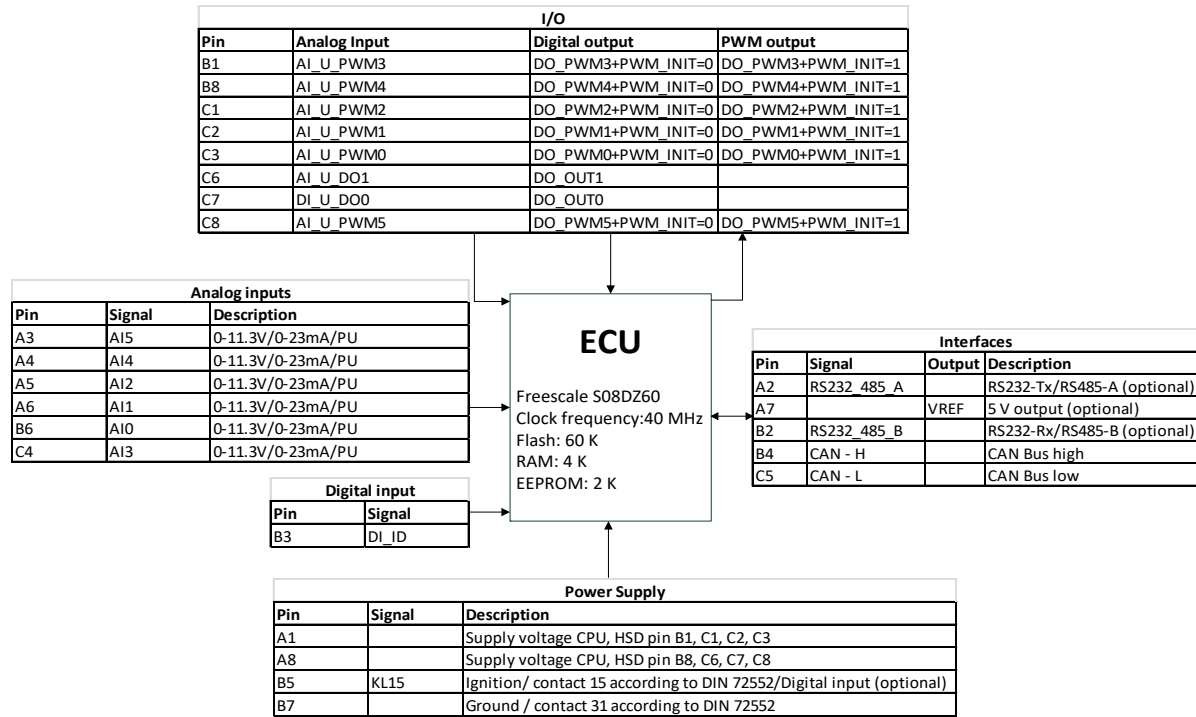 I/O
Pin Analog Input Digital output PWM output
B1 AI_U_PWM3 DO_PWM3+PWM_INIT=0 DO_PWM3+PWM_INIT=1
B8 AI_U_PWM4 DO_PWM4+PWM_INIT=0 DO_PWM4+PWM_INIT=1
C1 AI_U_PWM2 DO_PWM2+PWM_INIT=0 DO_PWM2+PWM_INIT=1
C2 AI_U_PWM1 DO_PWM1+PWM_INIT=0 DO_PWM1+PWM_INIT=1
C3 AI_U_PWM0 DO_PWM0+PWM_INIT=0 DO_PWM0+PWM_INIT=1
C6 AI_U_DO1 DO_OUT1
C7 DI_U_DO0 DO_OUT0
C8 AI_U_PWM5 DO_PWM5+PWM_INIT=0 DO_PWM5+PWM_INIT=1
Analog inputs
Pin Signal Description
A3 AI5 0-11.3V/0-23mA/PU
A4 AI4 0-11.3V/0-23mA/PU
A5 AI2 0-11.3V/0-23mA/PU
A6 AI1 0-11.3V/0-23mA/PU
B6 AI0 0-11.3V/0-23mA/PU
C4 AI3 0-11.3V/0-23mA/PU
Digital input
Pin Signal
B3 DI_ID
ECU
Freescale S08DZ60
Clock frequency:40 MHz
Flash: 60 K
RAM: 4 K
EEPROM: 2 K
Interfaces
Pin Signal Output Description
A2 RS232_485_A RS232-Tx/RS485-A (optional)
A7 VREF 5 V output (optional)
B2 RS232_485_B RS232-Rx/RS485-B (optional)
B4 CAN - H CAN Bus high
C5 CAN - L CAN Bus low
Power Supply
Pin Signal Description
A1 Supply voltage CPU, HSD pin B1, C1, C2, C3
A8 Supply voltage CPU, HSD pin B8, C6, C7, C8
B5 KL15 Ignition/ contact 15 according to DIN 72552/Digital input (optional)
B7 Ground / contact 31 according to DIN 72552